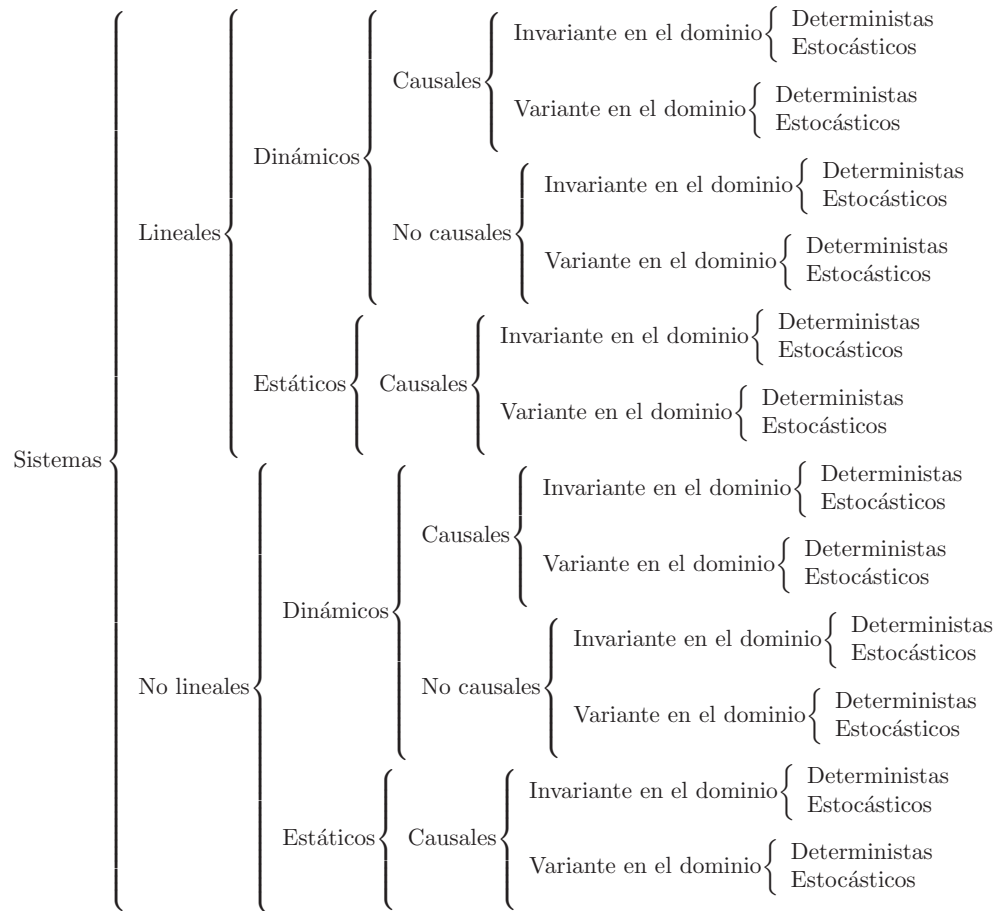 Sistemas
Lineales
Dinámicos
Causales
Invariante en el dominio
Deterministas
Estocásticos
Variante en el dominio
Deterministas
Estocásticos
No causales
Invariante en el dominio
Deterministas
Estocásticos
Variante en el dominio
Deterministas
Estocásticos
Estáticos
Causales
Invariante en el dominio
Deterministas
Estocásticos
Variante en el dominio
Deterministas
Estocásticos
No lineales
Dinámicos
Causales
Invariante en el dominio
Deterministas
Estocásticos
Variante en el dominio
Deterministas
Estocásticos
No causales
Invariante en el dominio
Deterministas
Estocásticos
Variante en el dominio
Deterministas
Estocásticos
Estáticos
Causales
Invariante en el dominio
Deterministas
Estocásticos
Variante en el dominio
Deterministas
Estocásticos